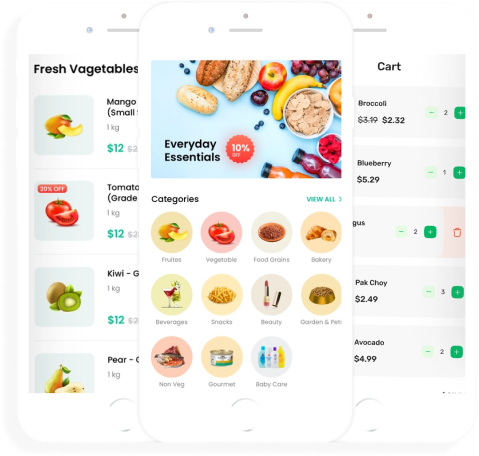 Fresh Vagetables
Mango
(Small
1 kg
$12
20% OFF
Tomato
(Grade
1 kg
$12
Kiwi - G
1 kg
$12 $2
Pear - C
1 kg
Everyday
Essentials
10%
OFF
Categories
VIEW ALL
Fruites
Vegetable
Food Grains
Bakery
Beverages
Snacks
Beauty
Garden & Pet
Non Veg
Gourmet
Baby Care
Cart
Broccoli
$3.19 $2.32
2
Blueberry
$5.29
1
gus
2
Pak Choy
$2.49
3
Avocado
$4.99
2